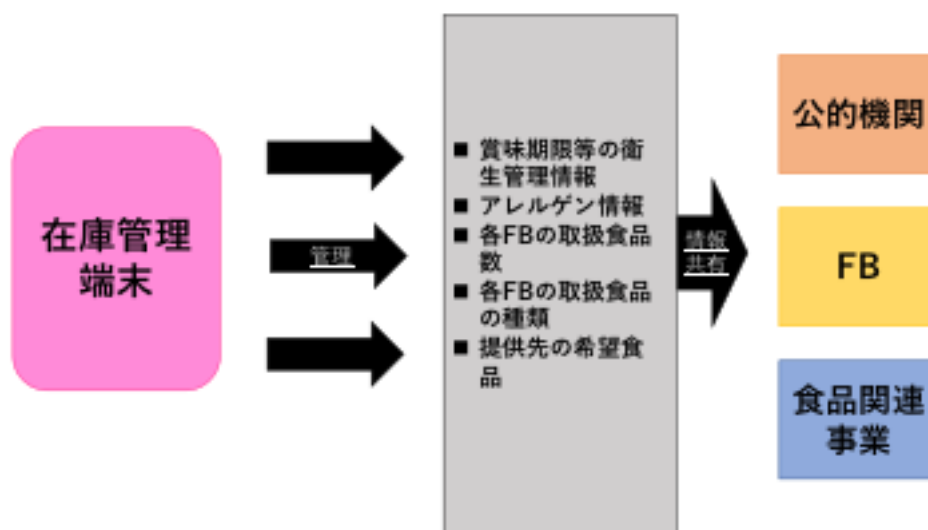 在庫管理
端末
管理
■ 賞味期限等の衛
生管理情報
■ アレルゲン情報
■ 各FBの取扱食品
数
■ 各FBの取扱食品
の種類
■ 提供先の希望食
品
情報
共有
公的機関
FB
食品関連
事業